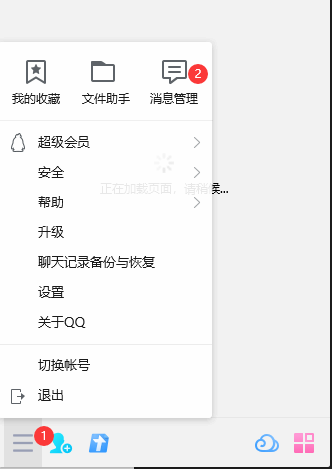 2
我的收藏 文件助手 消息管理
超级会员
安全
正在加载页面，请稍候...
帮助
升级
聊天记录备份与恢复
设置
关于QQ
切换帐号
退出
1